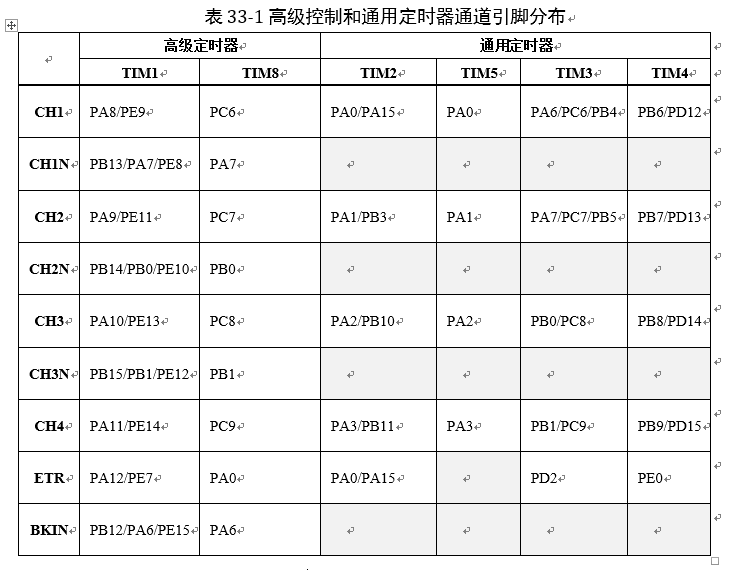 表 33-1 高级控制和通用定时器通道引脚分布
高级定时器 通用定时器
TIM1 TIM8 TIM2 TIM5 TIM3 TIM4
CH1 PA8/PE9 PC6 PA0/PA15 PA0 PA6/PC6/PB4 PB6/PD12
CH1N PB13/PA7/PE8 PA7
CH2 PA9/PE11 PC7 PA1/PB3 PA1 PA7/PC7/PB5 PB7/PD13
CH2N PB14/PB0/PE10 PB0
CH3 PA10/PE13 PC8 PA2/PB10 PA2 PB0/PC8 PB8/PD14
CH3N PB15/PB1/PE12 PB1
CH4 PA11/PE14 PC9 PA3/PB11 PA3 PB1/PC9 PB9/PD15
ETR PA12/PE7 PA0 PA0/PA15 PD2 PE0
BKIN PB12/PA6/PE15 PA6